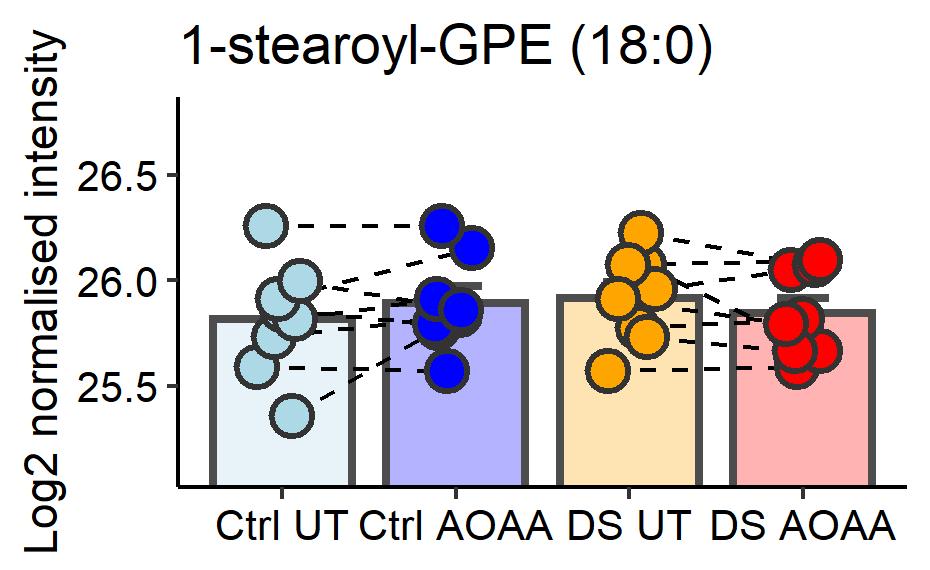 1-stearoyl-GPE (18:0)
Log2 normalised intensity
26.5
26.0
25.5
Ctrl UT Ctrl AOAA DS UT DS AOAA